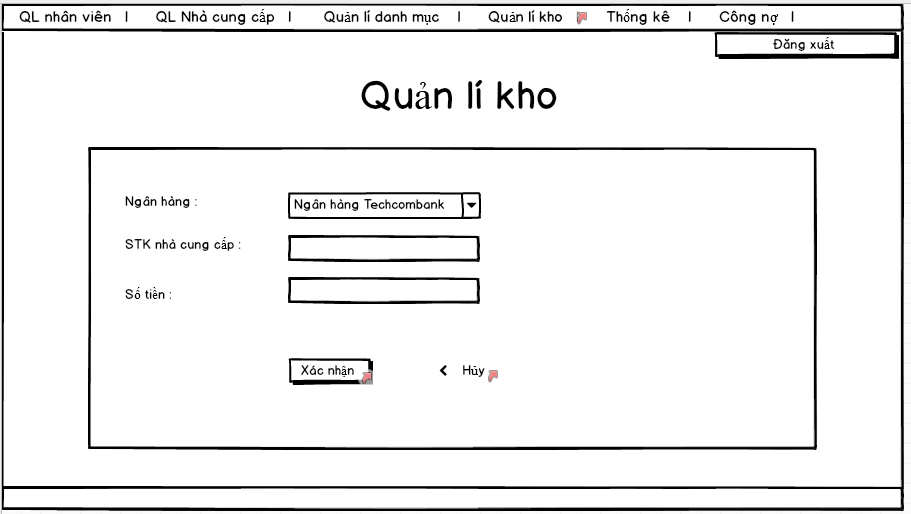 QL nhân viên | QL Nhà cung cấp | Quản lí danh mục | Quản lí kho Thống kê | Công nợ |
Đăng xuất
Quản lí kho
Ngân hàng : Ngân hàng Techcombank
STK nhà cung cấp :
Số tiền :
Xác nhận < Hủy